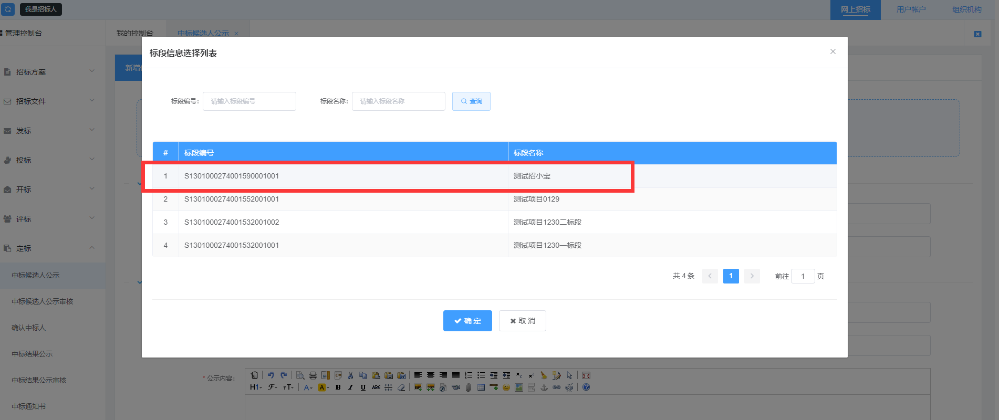 我是招标人
网上招标 用户帐户 组织机构
管理控制台 我的控制台 中标候选人公示
标段信息选择列表
新增
招标方案
招标文件
发标
投标
开标
评标
定标
中标候选人公示
中标候选人公示审核
确认中标人
中标结果公示
中标结果公示审核
中标通知书
标段编号: 请输入标段编号 标段名称: 请输入标段名称 查询
# 标段编号 标段名称
1 S1301000274001590001001 测试招小宝
2 S1301000274001552001001 测试项目0129
3 S1301000274001532001002 测试项目1230二标段
4 S1301000274001532001001 测试项目1230一标段
共 4 条 1 前往 1 页
确 定 取 消
* 公示内容: